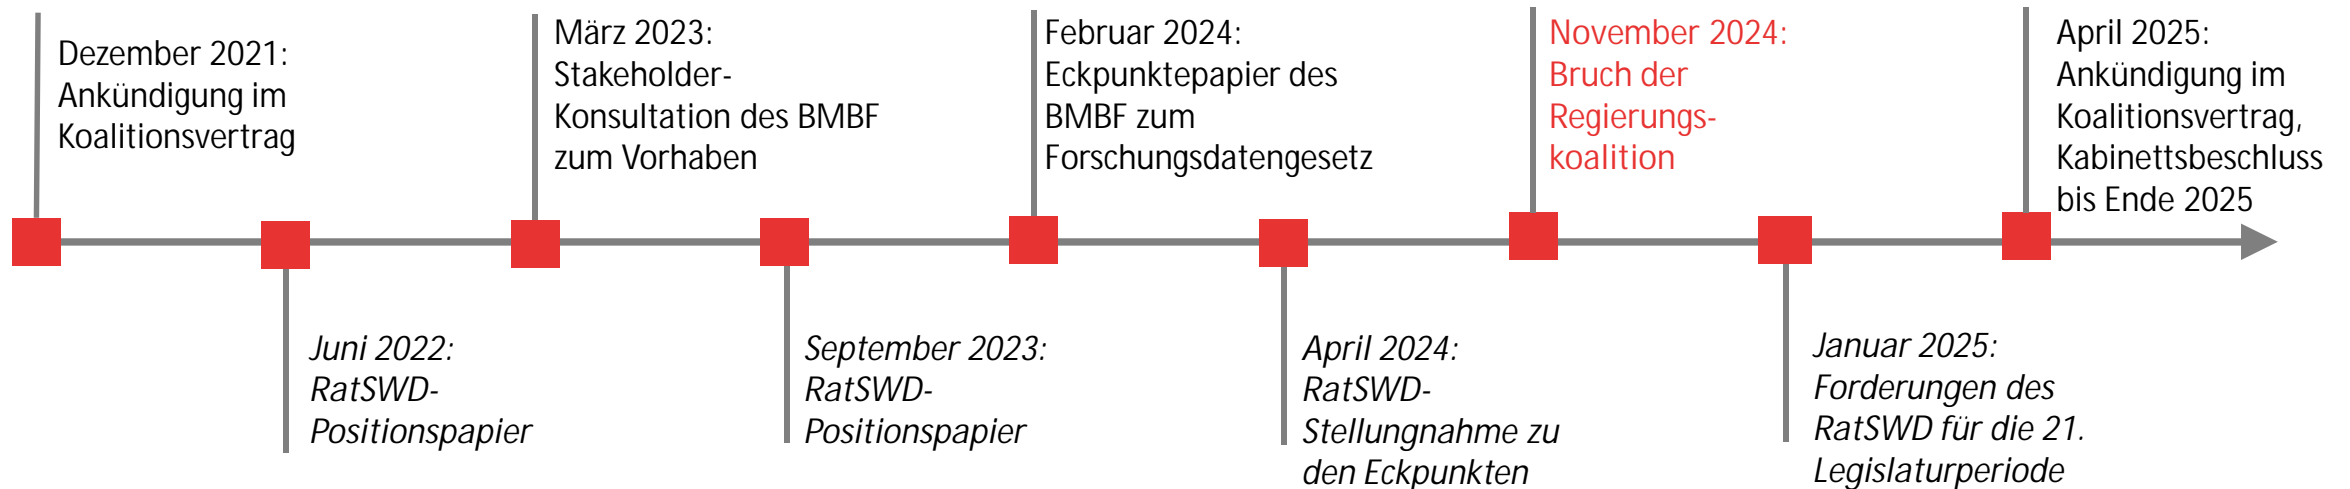 Dezember 2021:
Ankündigung im
Koalitionsvertrag
März 2023:
Stakeholder-
Konsultation des BMBF
zum Vorhaben
Februar 2024:
Eckpunktepapier des
BMBF zum
Forschungsdatengesetz
November 2024:
Bruch der
Regierungs-
koalition
April 2025:
Ankündigung im
Koalitionsvertrag,
Kabinettsbeschluss
bis Ende 2025
Juni 2022:
RatSWD-
Positionspapier
September 2023:
RatSWD-
Positionspapier
April 2024:
RatSWD-
Stellungnahme zu
den Eckpunkten
Januar 2025:
Forderungen des
RatSWD für die 21.
Legislaturperiode